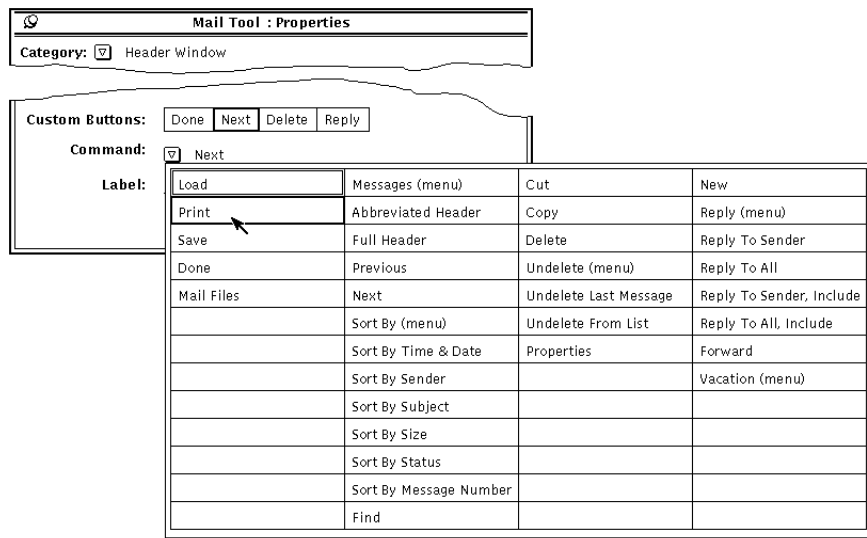 Mail Tool : Properties
Category: Header Window
Custom Buttons: Done Next Delete Reply
Command: Next
Label:
Load Messages (menu) Cut New
Print Abbreviated Header Copy Reply (menu)
Save Full Header Delete Reply To Sender
Done Previous Undelete (menu) Reply To All
Mail Files Next Undelete Last Message Reply To Sender, Include
Sort By (menu) Undelete From List Reply To All, Include
Sort By Time & Date Properties Forward
Sort By Sender Vacation (menu)
Sort By Subject
Sort By Size
Sort By Status
Sort By Message Number
Find